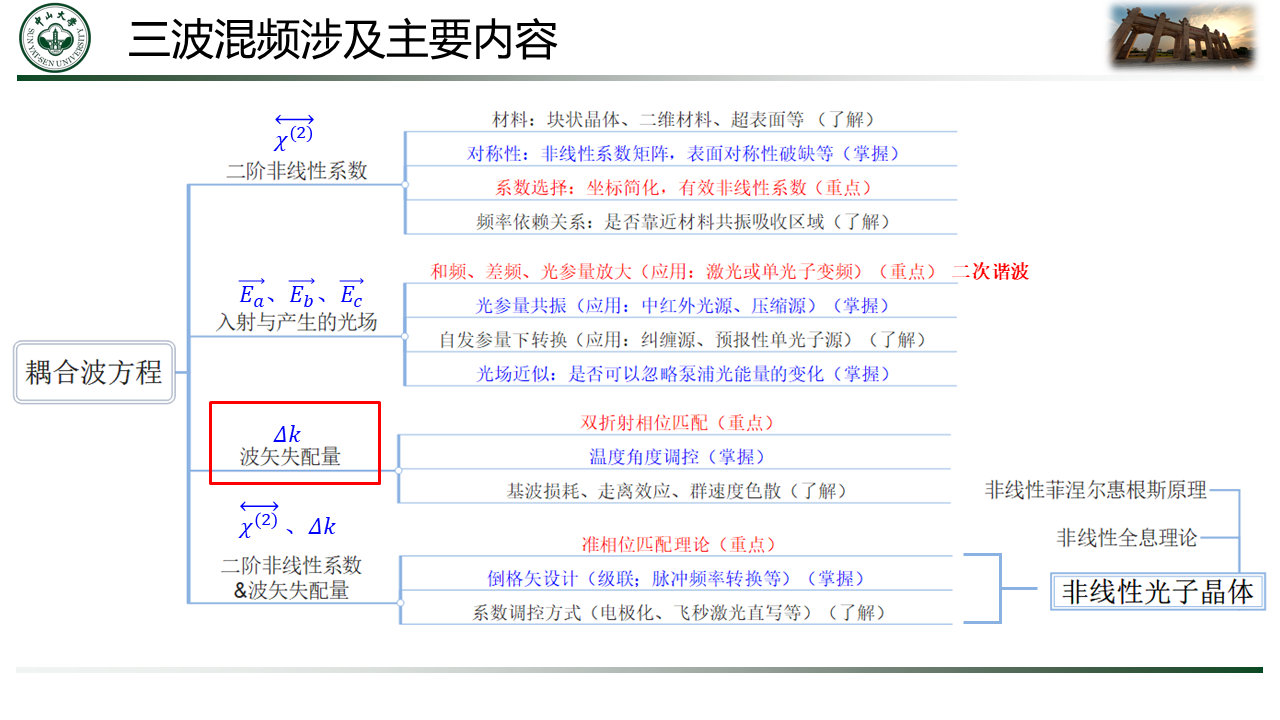 中山大学
SUN YAT-SEN UNIVERSITY
三波混频涉及主要内容
χ⁽²⁾
二阶非线性系数
材料：块状晶体、二维材料、超表面等（了解）
对称性：非线性系数矩阵，表面对称性破缺等（掌握）
系数选择：坐标简化，有效非线性系数（重点）
频率依赖关系：是否靠近材料共振吸收区域（了解）
Eₐ、E_b、E_c
入射与产生的光场
和频、差频、光参量放大（应用：激光或单光子变频）（重点） 二次谐波
光参量共振（应用：中红外光源、压缩源）（掌握）
自发参量下转换（应用：纠缠源、预报性单光子源）（了解）
光场近似：是否可以忽略泵浦光能量的变化（掌握）
耦合波方程
Δk
波矢失配量
双折射相位匹配（重点）
温度角度调控（掌握）
基波损耗、走离效应、群速度色散（了解）
χ⁽²⁾、Δk
二阶非线性系数
&波矢失配量
准相位匹配理论（重点）
倒格矢设计（级联；脉冲频率转换等）（掌握）
系数调控方式（电极化、飞秒激光直写等）（了解）
非线性菲涅尔惠根斯原理
非线性全息理论
非线性光子晶体